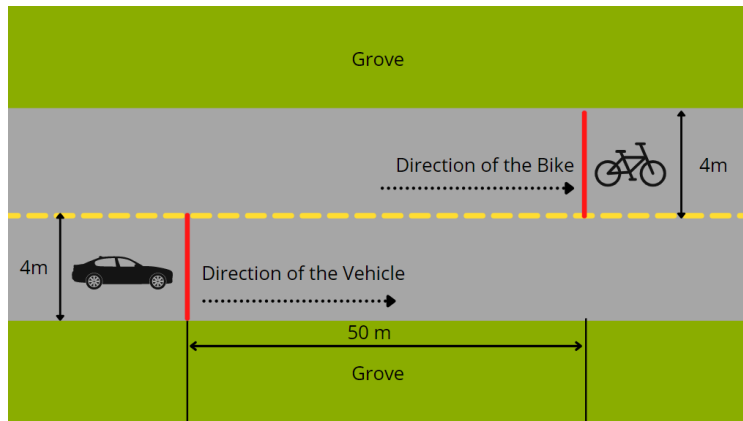 Grove
Direction of the Bike
4m
4m
Direction of the Vehicle
50 m
Grove